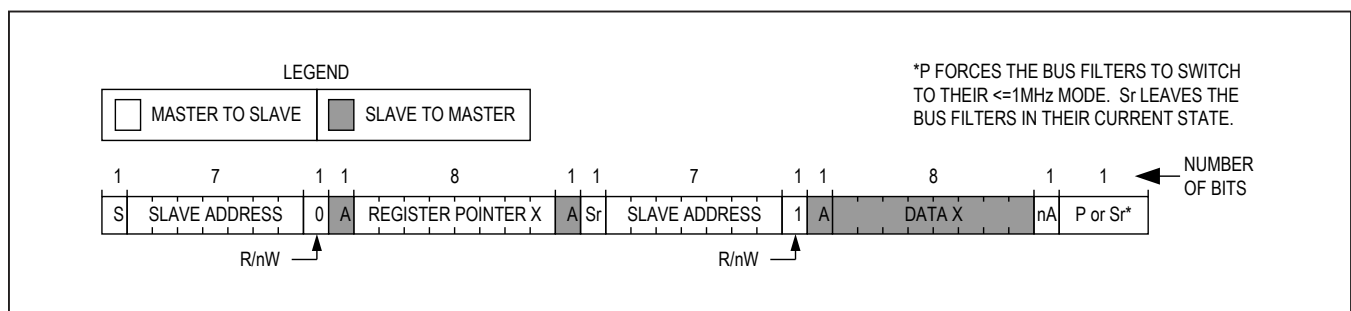 LEGEND
MASTER TO SLAVE SLAVE TO MASTER
*P FORCES THE BUS FILTERS TO SWITCH
TO THEIR <=1MHz MODE. Sr LEAVES THE
BUS FILTERS IN THEIR CURRENT STATE.
1 7 1 1 8 1 1 7 1 1 8 1 1
NUMBER
OF BITS
S SLAVE ADDRESS 0 A REGISTER POINTER X A Sr SLAVE ADDRESS 1 A DATA X nA P or Sr*
R/nW R/nW